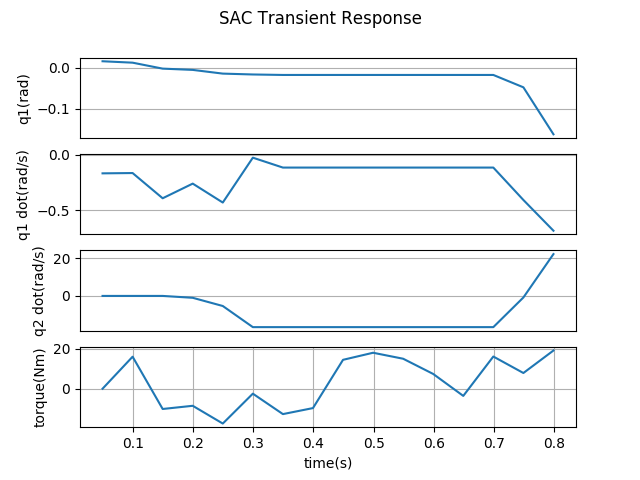 SAC Transient Response
q1(rad)
0.0
−0.1
q1 dot(rad/s)
0.0
−0.5
q2 dot(rad/s)
20
0
torque(Nm)
20
0
0.1 0.2 0.3 0.4 0.5 0.6 0.7 0.8
time(s)